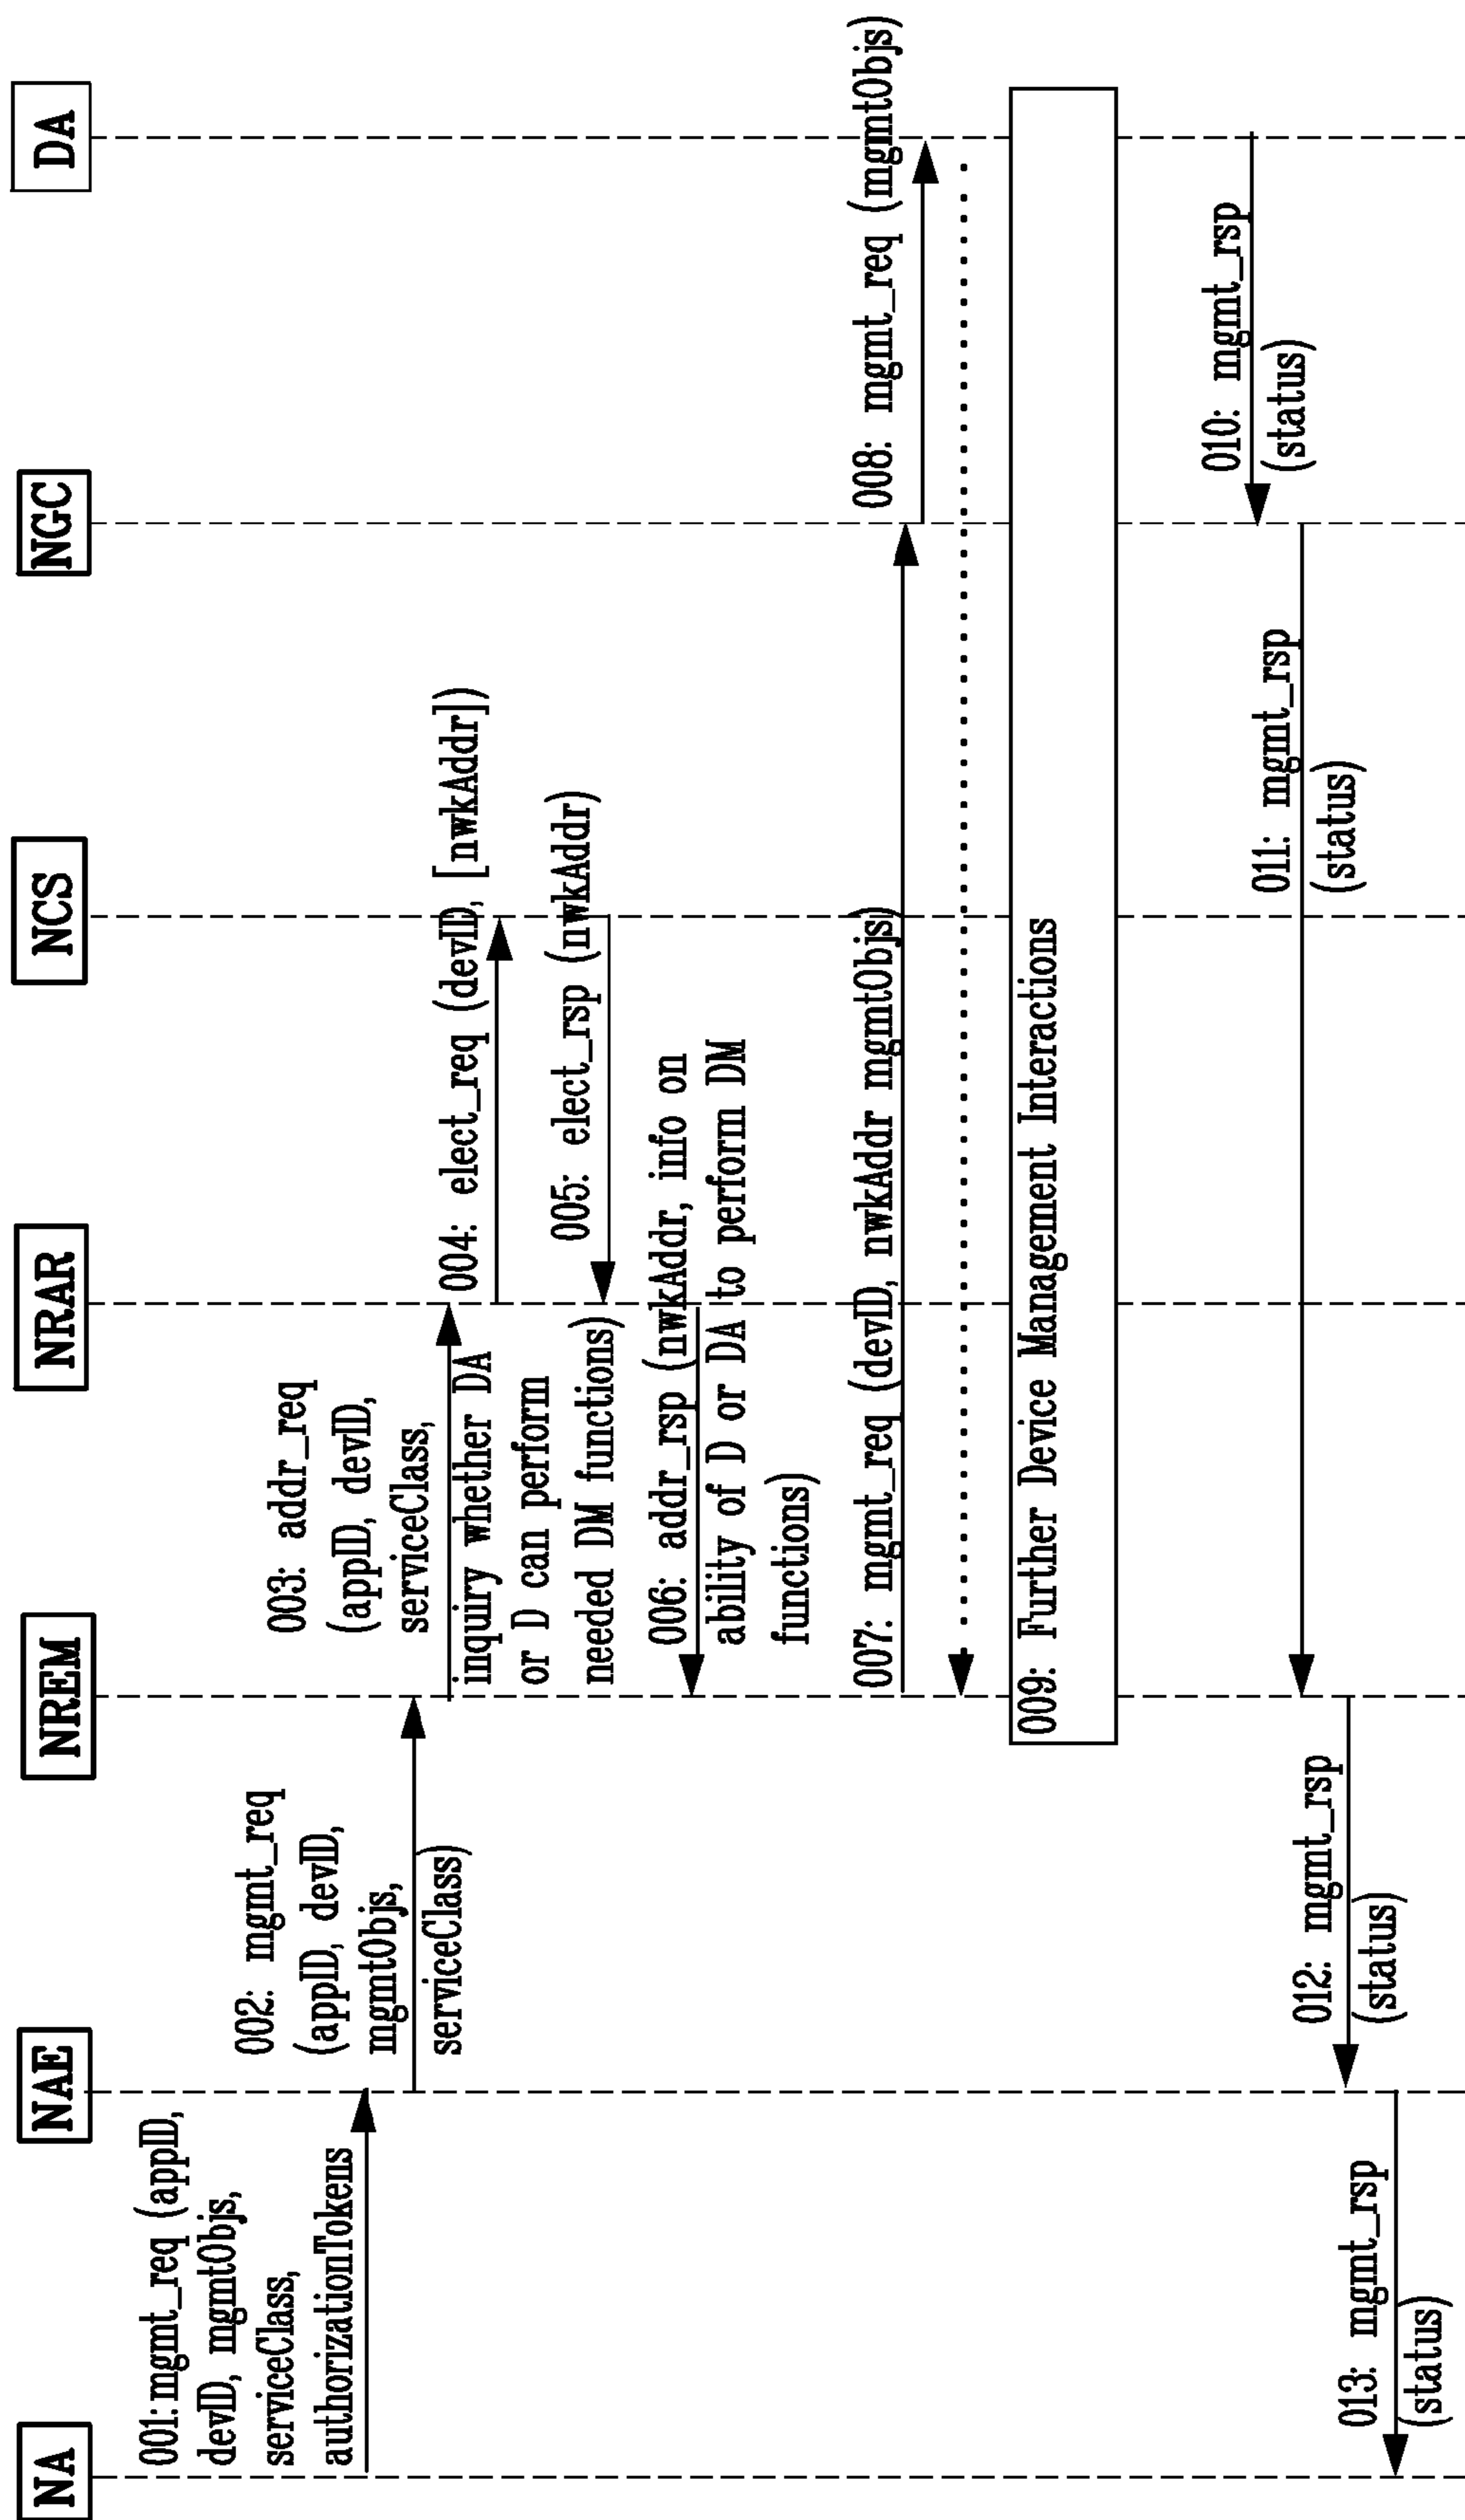 NA
NAE
NREM
NRAR
NCS
NGC
DA
001:mgmt_req (appID,
devID, mgmtObjs,
serviceClass,
authorizationTokens
002: mgmt_req
(appID, devID,
mgmtObjs,
serviceClass)
003: addr_req
(appID, devID,
serviceClass,
inquiry whether DA
or D can perform
needed DM functions)
004: elect_req (devID, [nwkAddr])
005: elect_rsp (nwkAddr)
006: addr_rsp (nwkAddr, info on
ability of D or DA to perform DM
functions)
007: mgmt_req (devID, nwkAddr mgmtObjs)
008: mgmt_req (mgmtObjs)
009: Further Device Management Interactions
010: mgmt_rsp
(status)
011: mgmt_rsp
(status)
012: mgmt_rsp
(status)
013: mgmt_rsp
(status)